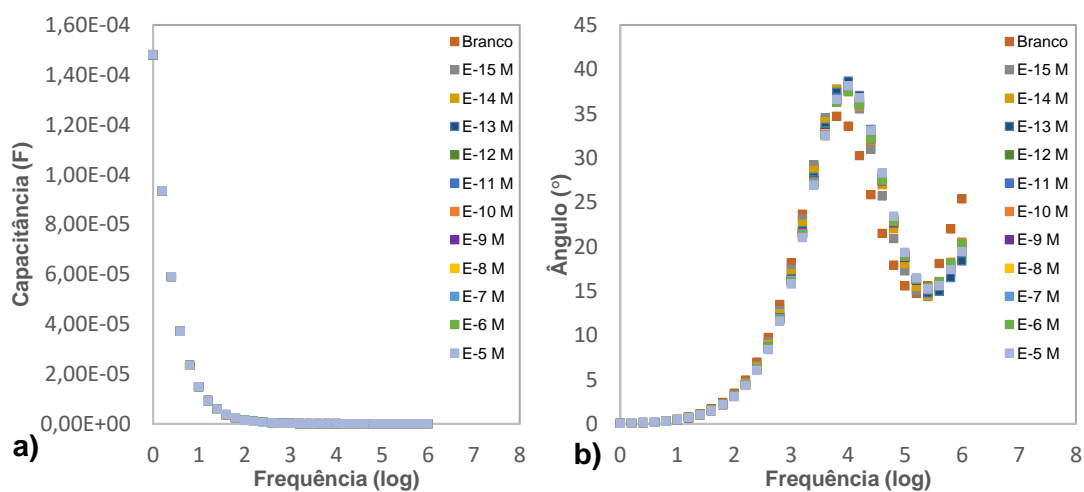 1,60E-04
1,40E-04
1,20E-04
1,00E-04
8,00E-05
6,00E-05
4,00E-05
2,00E-05
0,00E+00
Capacitância (F)
0 1 2 3 4 5 6 7 8
Frequência (log)
Branco
E-15 M
E-14 M
E-13 M
E-12 M
E-11 M
E-10 M
E-9 M
E-8 M
E-7 M
E-6 M
E-5 M
a)
45
40
35
30
25
20
15
10
5
0
Ângulo (°)
0 1 2 3 4 5 6 7 8
Frequência (log)
Branco
E-15 M
E-14 M
E-13 M
E-12 M
E-11 M
E-10 M
E-9 M
E-8 M
E-7 M
E-6 M
E-5 M
b)